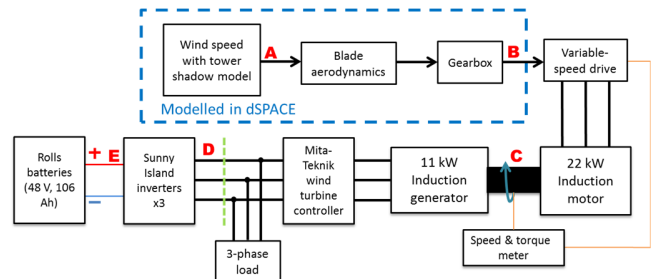 Wind speed
with tower
shadow model
A
Blade
aerodynamics
Gearbox
B
Variable-
speed drive
Modelled in dSPACE
Rolls
batteries
(48 V, 106
Ah)
+
E
–
Sunny
Island
inverters
x3
D
3-phase
load
Mita-
Teknik
wind
turbine
controller
11 kW
Induction
generator
C
22 kW
Induction
motor
Speed & torque
meter